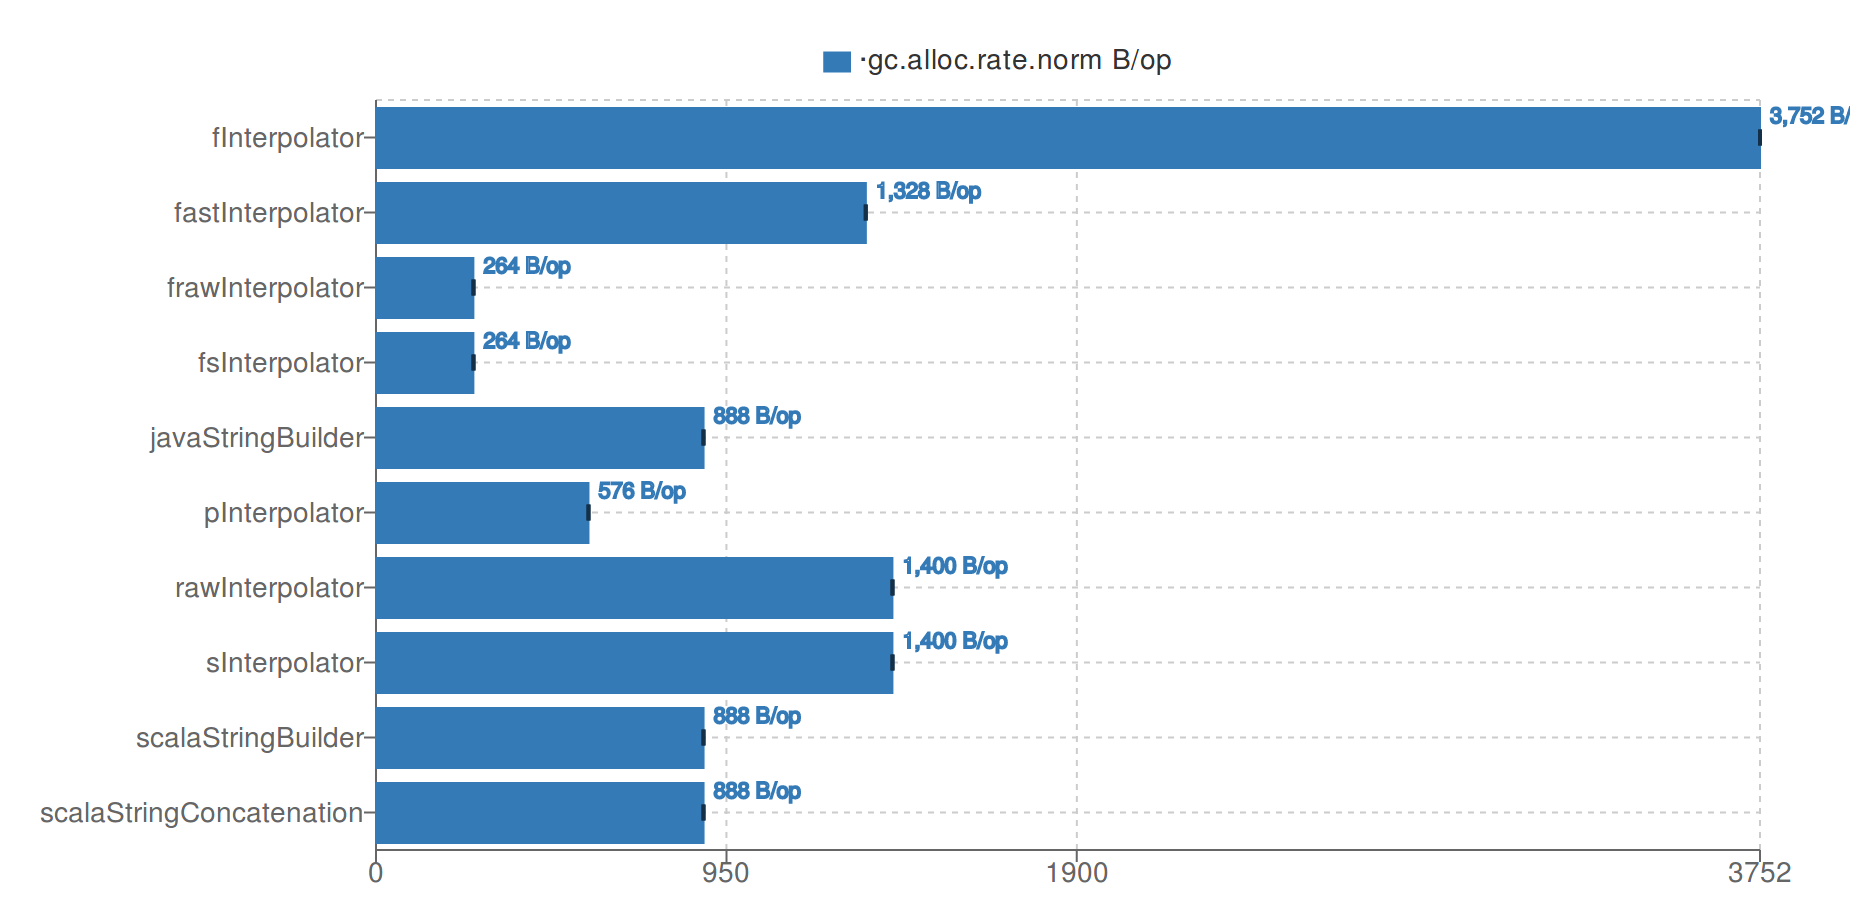 ·gc.alloc.rate.norm B/op
fInterpolator
3,752 B/
fastInterpolator
1,328 B/op
frawInterpolator
264 B/op
fsInterpolator
264 B/op
javaStringBuilder
888 B/op
pInterpolator
576 B/op
rawInterpolator
1,400 B/op
sInterpolator
1,400 B/op
scalaStringBuilder
888 B/op
scalaStringConcatenation
888 B/op
0 950 1900 3752